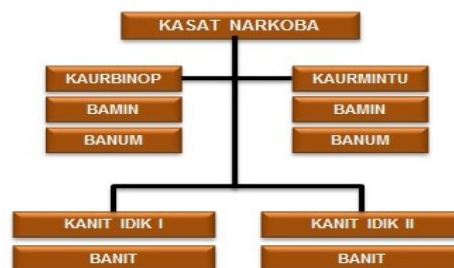 KASAT NARKOBA
KAURBINOP
KAURMINTU
BAMIN
BAMIN
BANUM
BANUM
KANIT IDIK I
KANIT IDIK II
BANIT
BANIT